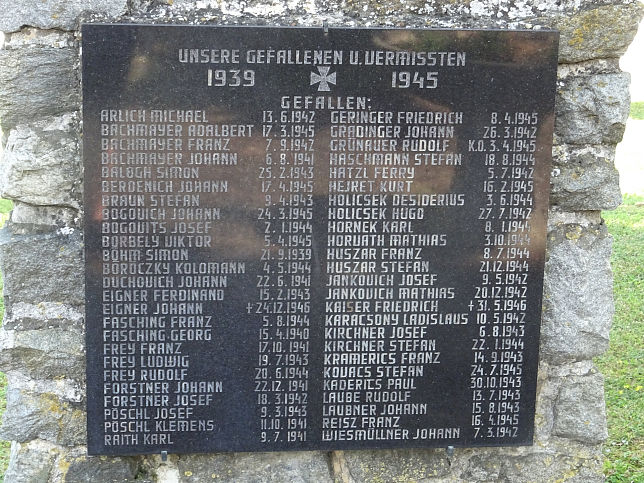 UNSERE GEFALLENEN U. VERMISSTEN
1939 1945
GEFALLEN:
ARLICH MICHAEL 13.6.1942
BACHMAYER ADALBERT 17.3.1945
BACHMAYER FRANZ 7.9.1942
BACHMAYER JOHANN 6.8.1941
BALOGH SIMON 25.2.1943
BERDENICH JOHANN 17.4.1945
BRAUN STEFAN 9.4.1943
BOGOVICH JOHANN 24.3.1945
BOGOVITS JOSEF 2.1.1944
BORBELY VIKTOR 5.4.1945
BÖHM SIMON 21.9.1939
BOROCZKY KOLOMANN 4.5.1944
DUCHOVICH JOHANN 22.6.1941
EIGNER FERDINAND 15.2.1943
EIGNER JOHANN +24.12.1946
FASCHING FRANZ 5.8.1944
FASCHING GEORG 15.4.1940
FREY FRANZ 17.10.1941
FREY LUDWIG 19.7.1943
FREY RUDOLF 20.6.1944
FORSTNER JOHANN 22.12.1941
FORSTNER JOSEF 18.3.1942
PÖSCHL JOSEF 9.3.1943
PÖSCHL KLEMENS 11.10.1941
RAITH KARL 9.7.1941
GERINGER FRIEDRICH 8.4.1945
GRADINGER JOHANN 26.3.1942
GRÜNAUER RUDOLF K.O. 3.4.1945
HASCHMANN STEFAN 18.8.1944
HATZL FERRY 5.7.1942
HEJRET KURT 16.2.1945
HOLICSEK DESIDERIUS 3.6.1944
HOLICSEK HUGO 27.7.1942
HORNEK KARL 8.1.1944
HORVATH MATHIAS 3.10.1944
HUSZAR FRANZ 8.7.1944
HUSZAR STEFAN 21.12.1944
JANKOVICH JOSEF 9.5.1942
JANKOVICH MATHIAS 20.12.1942
KAISER FRIEDRICH +31.5.1946
KARACSONY LADISLAUS 10.5.1942
KIRCHNER JOSEF 6.8.1943
KIRCHNER STEFAN 22.1.1944
KRAMERICS FRANZ 14.9.1943
KOVACS STEFAN 24.7.1945
KADERICS PAUL 30.10.1943
LAUBE RUDOLF 13.7.1943
LAUBNER JOHANN 15.8.1943
REISZ FRANZ 16.4.1945
WIESMÜLLNER JOHANN 7.3.1942